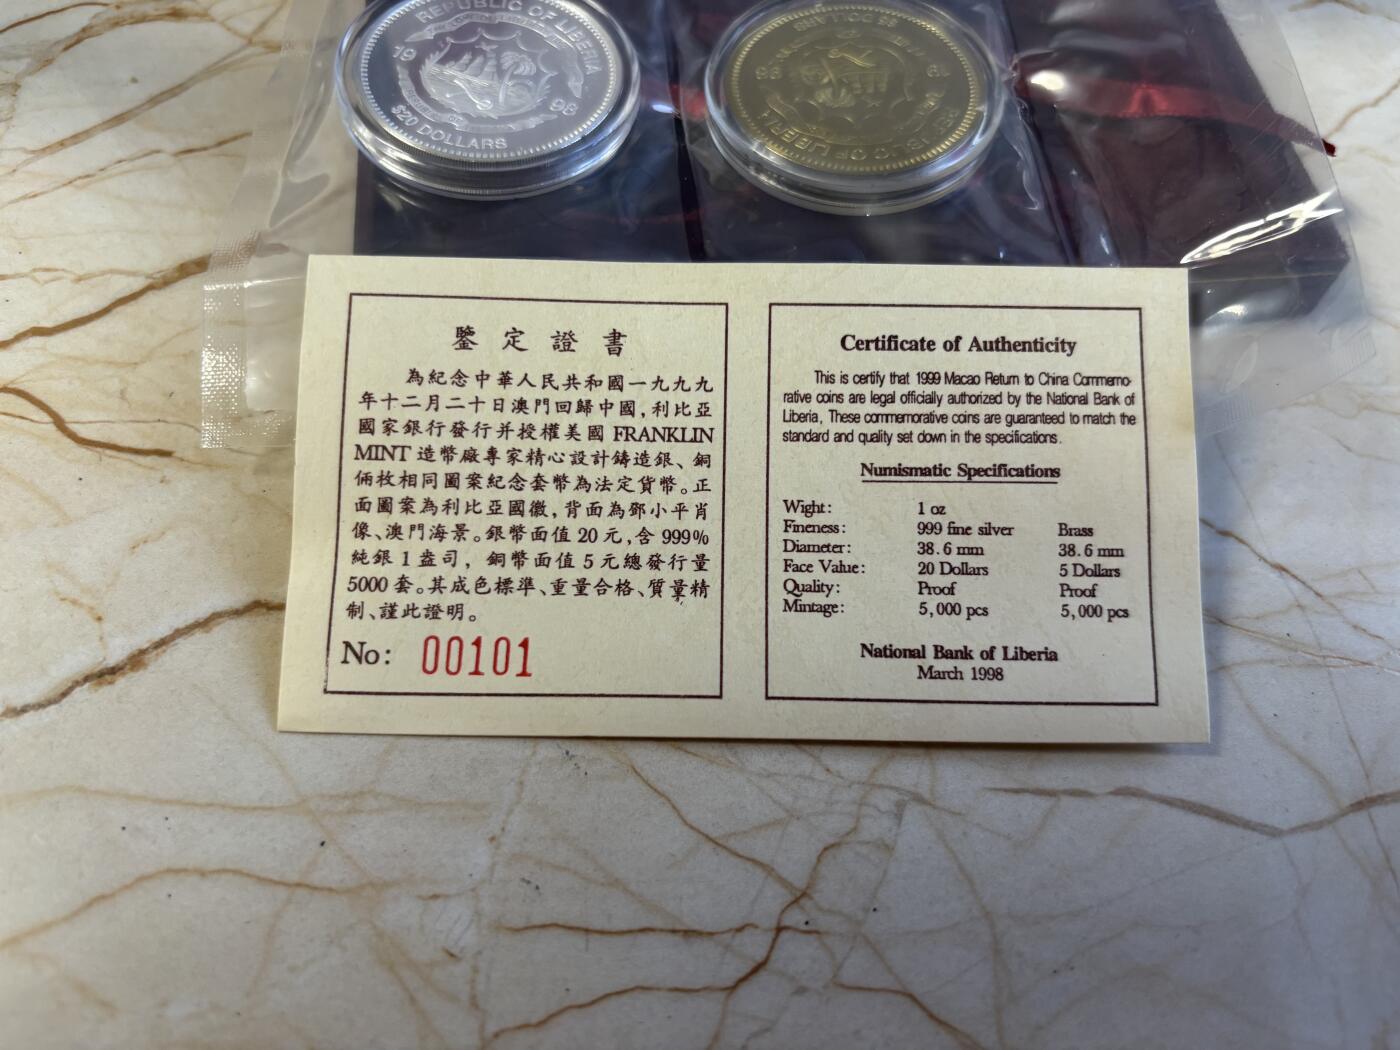 REPUBLIC OF LIBERIA
19 98
$20 DOLLARS
$5 DOLLARS
鑒定證書
為紀念中華人民共和國一九九九
年十二月二十日澳門回歸中國,利比亞
國家銀行發行并授權美國 FRANKLIN
MINT 造幣廠專家精心設計鑄造銀、銅
倆枚相同圖案紀念套幣為法定貨幣。正
面圖案為利比亞國徽,背面為鄧小平肖
像、澳門海景。銀幣面值 20 元,含 999%
純銀 1 盎司, 銅幣面值 5 元總發行量
5000 套。其成色標準、重量合格、質量精
制、謹此證明。
No: 00101
Certificate of Authenticity
This is certify that 1999 Macao Return to China Commemo-
rative coins are legal officially authorized by the National Bank of
Liberia, These commemorative coins are guaranteed to match the
standard and quality set down in the specifications.
Numismatic Specifications
Wight: 1 oz
Fineness: 999 fine silver Brass
Diameter: 38.6 mm 38.6 mm
Face Value: 20 Dollars 5 Dollars
Quality: Proof Proof
Mintage: 5,000 pcs 5,000 pcs
National Bank of Liberia
March 1998